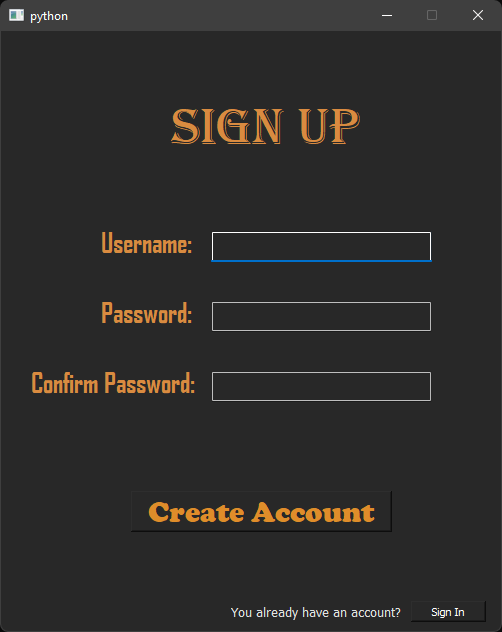 python
SIGN UP
Username:
Password:
Confirm Password:
Create Account
You already have an account? Sign In